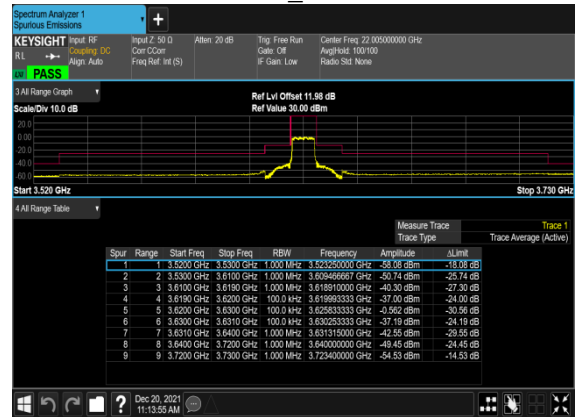 Spectrum Analyzer 1
Spurious Emissions
KEYSIGHT Input: RF Input Z: 50 Ω Atten: 20 dB Trig: Free Run Center Freq: 22.005000000 GHz
RL Coupling: DC Corr CCorr Gate: Off Avg|Hold: 100/100
Align: Auto Freq Ref: Int (S) IF Gain: Low Radio Std: None
PASS
3 All Range Graph
Ref Lvl Offset 11.98 dB
Scale/Div 10.0 dB Ref Value 30.00 dBm
20.0
0.00
-20.0
-40.0
-60.0
Start 3.520 GHz Stop 3.730 GHz
4 All Range Table
Measure Trace Trace 1
Trace Type Trace Average (Active)
Spur Range Start Freq Stop Freq RBW Frequency Amplitude ΔLimit
1 1 3.5200 GHz 3.5300 GHz 1.000 MHz 3.523250000 GHz -58.08 dBm -18.08 dB
2 2 3.5300 GHz 3.6100 GHz 1.000 MHz 3.609466667 GHz -50.74 dBm -25.74 dB
3 3 3.6100 GHz 3.6190 GHz 1.000 MHz 3.618910000 GHz -40.30 dBm -27.30 dB
4 4 3.6190 GHz 3.6200 GHz 100.0 kHz 3.619993333 GHz -37.00 dBm -24.00 dB
5 5 3.6200 GHz 3.6300 GHz 100.0 kHz 3.625833333 GHz -0.562 dBm -30.56 dB
6 6 3.6300 GHz 3.6310 GHz 100.0 kHz 3.630253333 GHz -37.19 dBm -24.19 dB
7 7 3.6310 GHz 3.6400 GHz 1.000 MHz 3.631315000 GHz -42.55 dBm -29.55 dB
8 8 3.6400 GHz 3.7200 GHz 1.000 MHz 3.640000000 GHz -49.45 dBm -24.45 dB
9 9 3.7200 GHz 3.7300 GHz 1.000 MHz 3.723400000 GHz -54.53 dBm -14.53 dB
Dec 20, 2021
11:13:55 AM